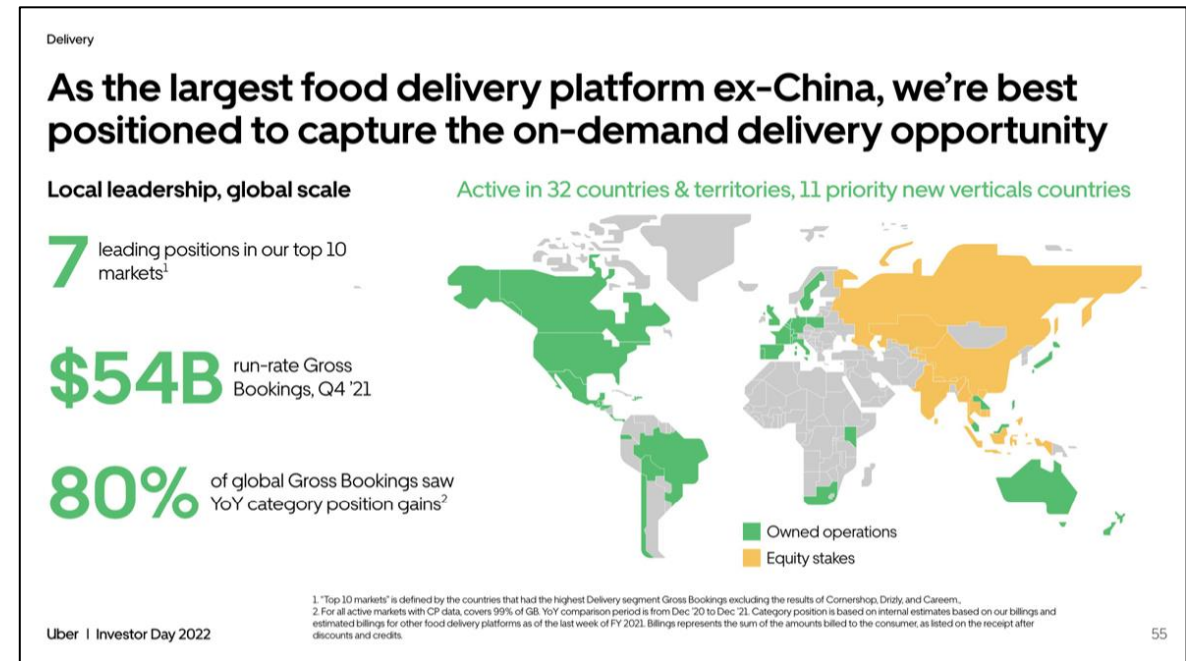 Delivery
As the largest food delivery platform ex-China, we're best
positioned to capture the on-demand delivery opportunity
Local leadership, global scale
Active in 32 countries & territories, 11 priority new verticals countries
7 leading positions in our top 10
markets¹
$54B run-rate Gross
Bookings, Q4 '21
80% of global Gross Bookings saw
YoY category position gains²
Owned operations
Equity stakes
1. "Top 10 markets" is defined by the countries that had the highest Delivery segment Gross Bookings excluding the results of Cornershop, Drizly, and Careem.,
2. For all active markets with CP data, covers 99% of GB. YoY comparison period is from Dec '20 to Dec '21. Category position is based on internal estimates based on our billings and
estimated billings for other food delivery platforms as of the last week of FY 2021. Billings represents the sum of the amounts billed to the consumer, as listed on the receipt after
discounts and credits.
Uber | Investor Day 2022
55